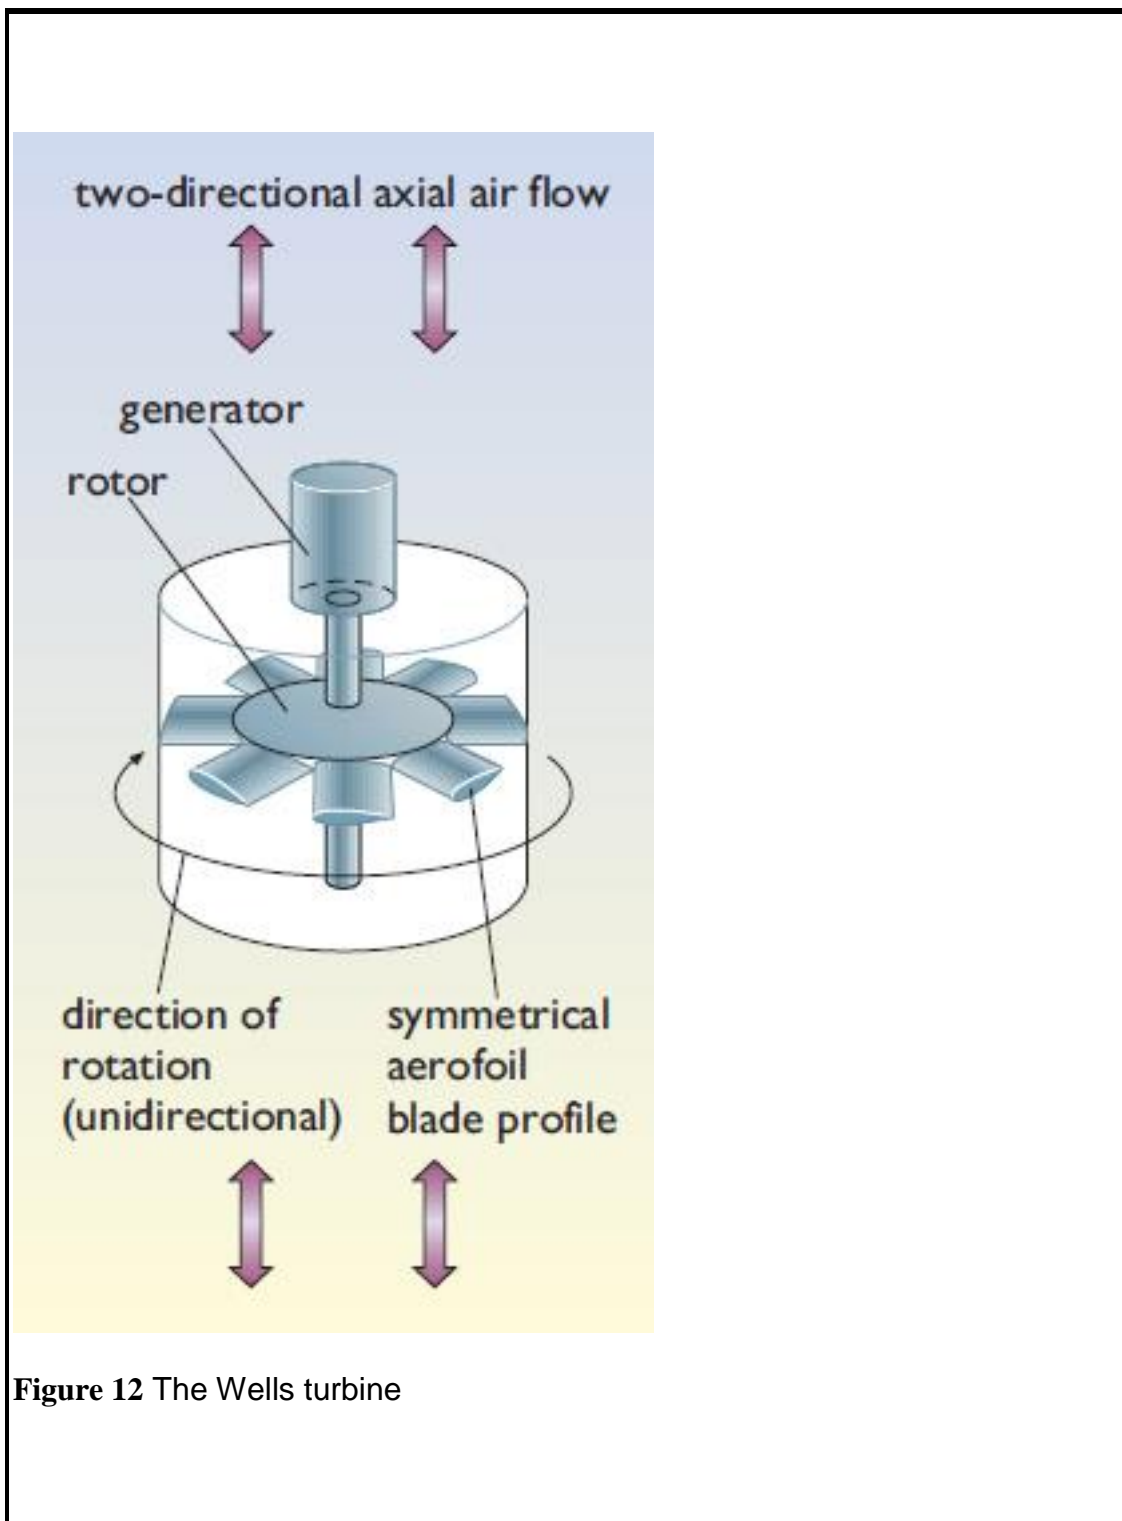 two-directional axial air flow
generator
rotor
direction of
rotation
(unidirectional)
symmetrical
aerofoil
blade profile
Figure 12 The Wells turbine